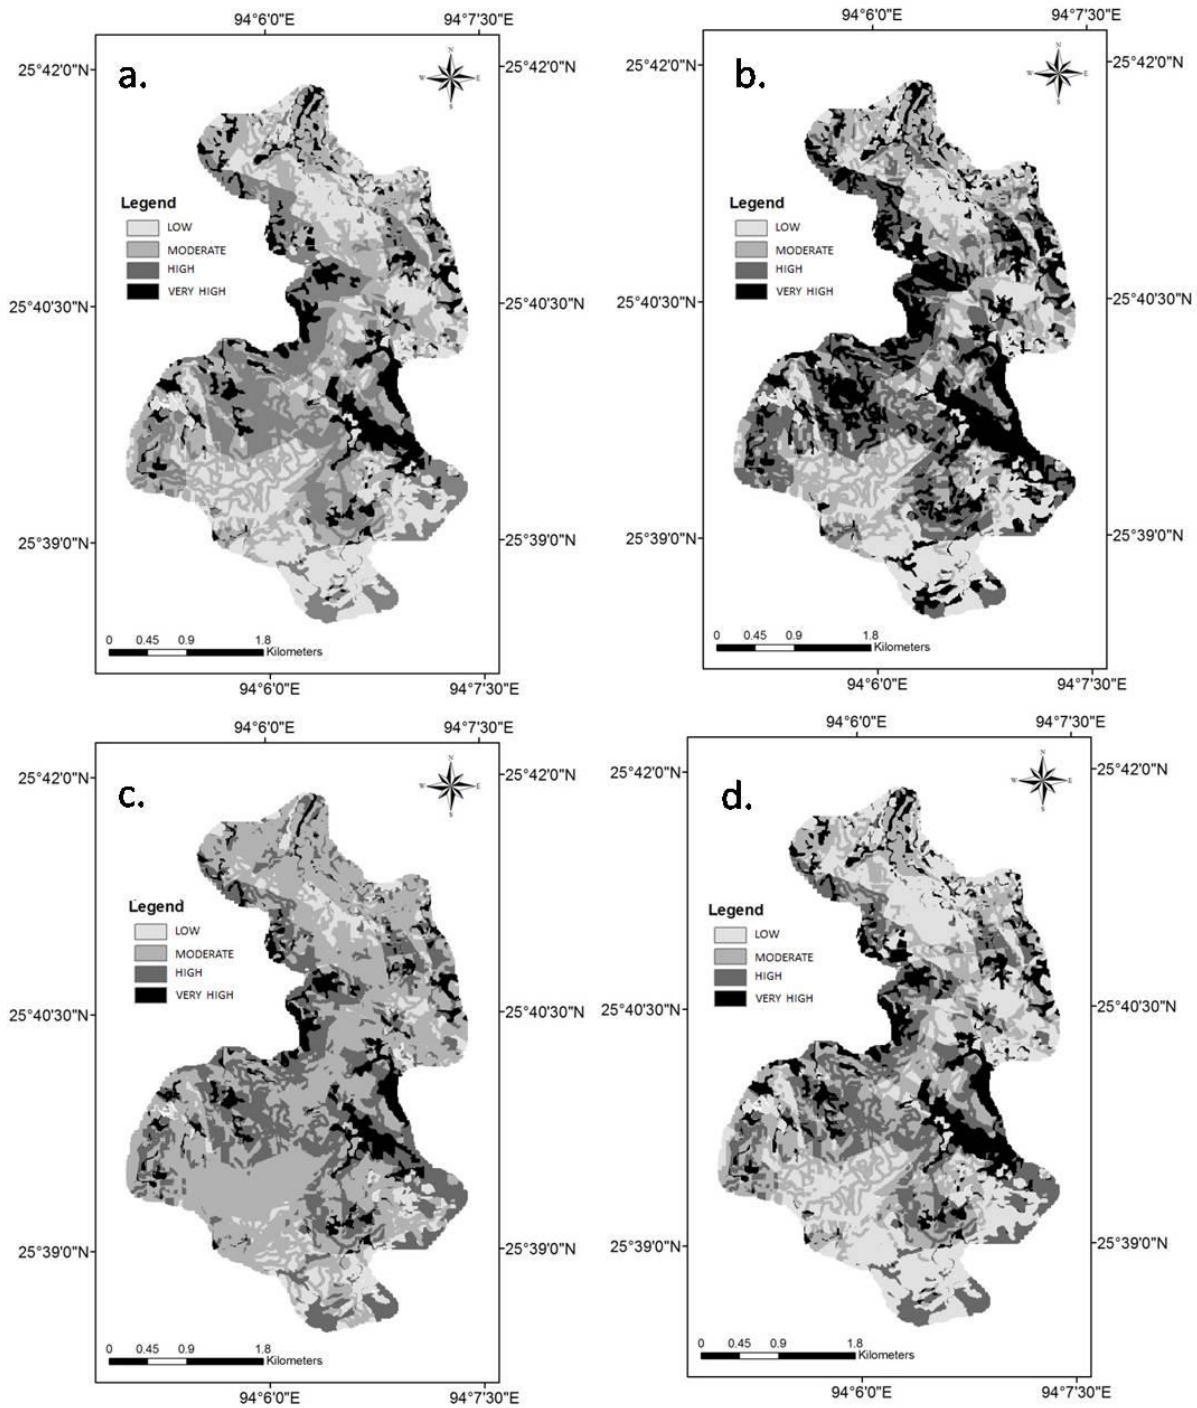 94°6'0"E 94°7'30"E
a.
N
W E
S
25°42'0"N 25°42'0"N
Legend
LOW
MODERATE
HIGH
VERY HIGH
25°40'30"N 25°40'30"N
25°39'0"N 25°39'0"N
0 0.45 0.9 1.8
Kilometers
94°6'0"E 94°7'30"E
94°6'0"E 94°7'30"E
b.
N
W E
S
25°42'0"N 25°42'0"N
Legend
LOW
MODERATE
HIGH
VERY HIGH
25°40'30"N 25°40'30"N
25°39'0"N 25°39'0"N
0 0.45 0.9 1.8
Kilometers
94°6'0"E 94°7'30"E
94°6'0"E 94°7'30"E
c.
N
W E
S
25°42'0"N 25°42'0"N
Legend
LOW
MODERATE
HIGH
VERY HIGH
25°40'30"N 25°40'30"N
25°39'0"N 25°39'0"N
0 0.45 0.9 1.8
Kilometers
94°6'0"E 94°7'30"E
94°6'0"E 94°7'30"E
d.
N
W E
S
25°42'0"N 25°42'0"N
Legend
LOW
MODERATE
HIGH
VERY HIGH
25°40'30"N 25°40'30"N
25°39'0"N 25°39'0"N
0 0.45 0.9 1.8
Kilometers
94°6'0"E 94°7'30"E